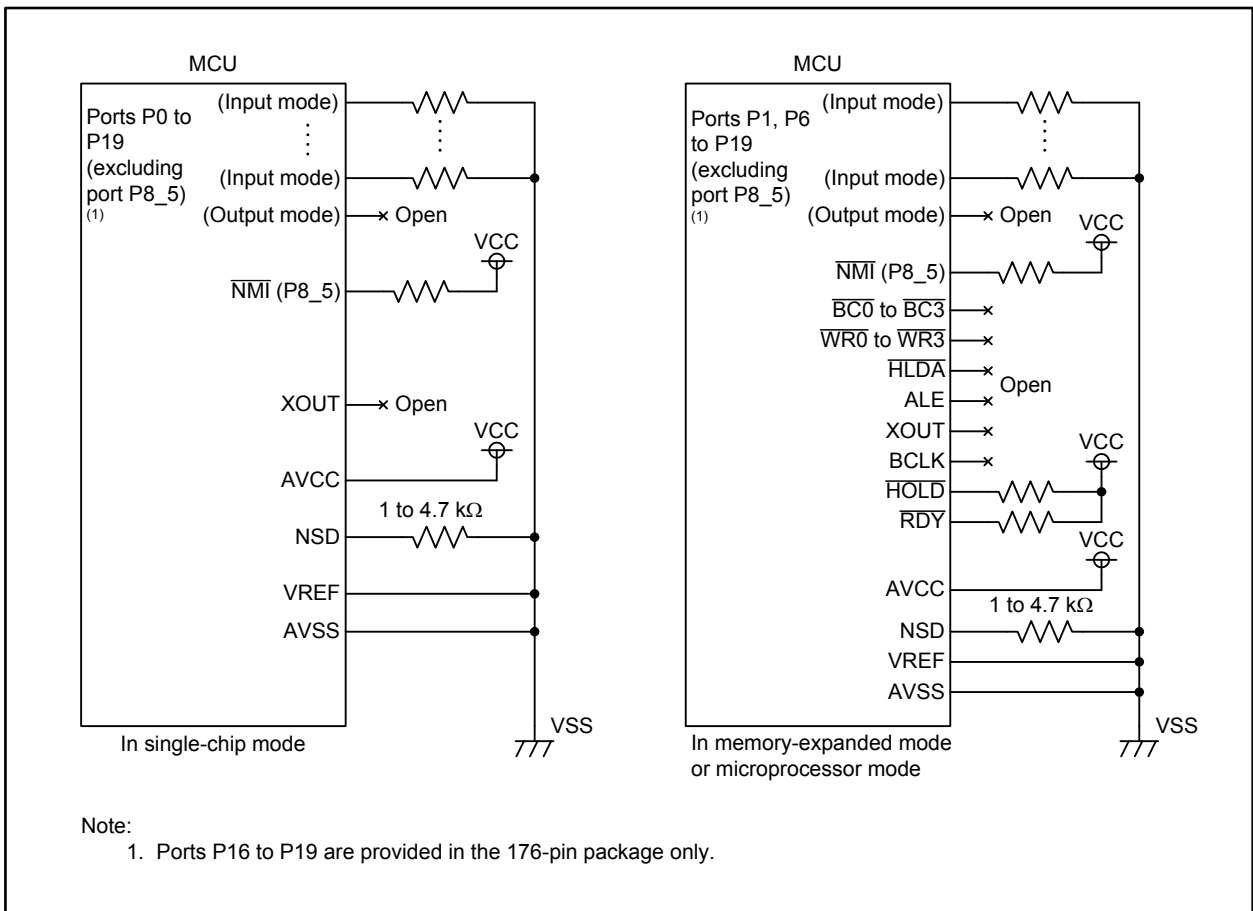 MCU
Ports P0 to
P19
(excluding
port P8_5)
(1)
(Input mode)
(Input mode)
(Output mode)
Open
VCC
NMI (P8_5)
XOUT
Open
VCC
AVCC
1 to 4.7 kΩ
NSD
VREF
AVSS
VSS
In single-chip mode
MCU
Ports P1, P6
to P19
(excluding
port P8_5)
(1)
(Input mode)
(Input mode)
(Output mode)
Open
VCC
NMI (P8_5)
BC0 to BC3
WR0 to WR3
HLDA
Open
ALE
XOUT
VCC
BCLK
HOLD
RDY
VCC
AVCC
1 to 4.7 kΩ
NSD
VREF
AVSS
VSS
In memory-expanded mode
or microprocessor mode
Note:
1. Ports P16 to P19 are provided in the 176-pin package only.